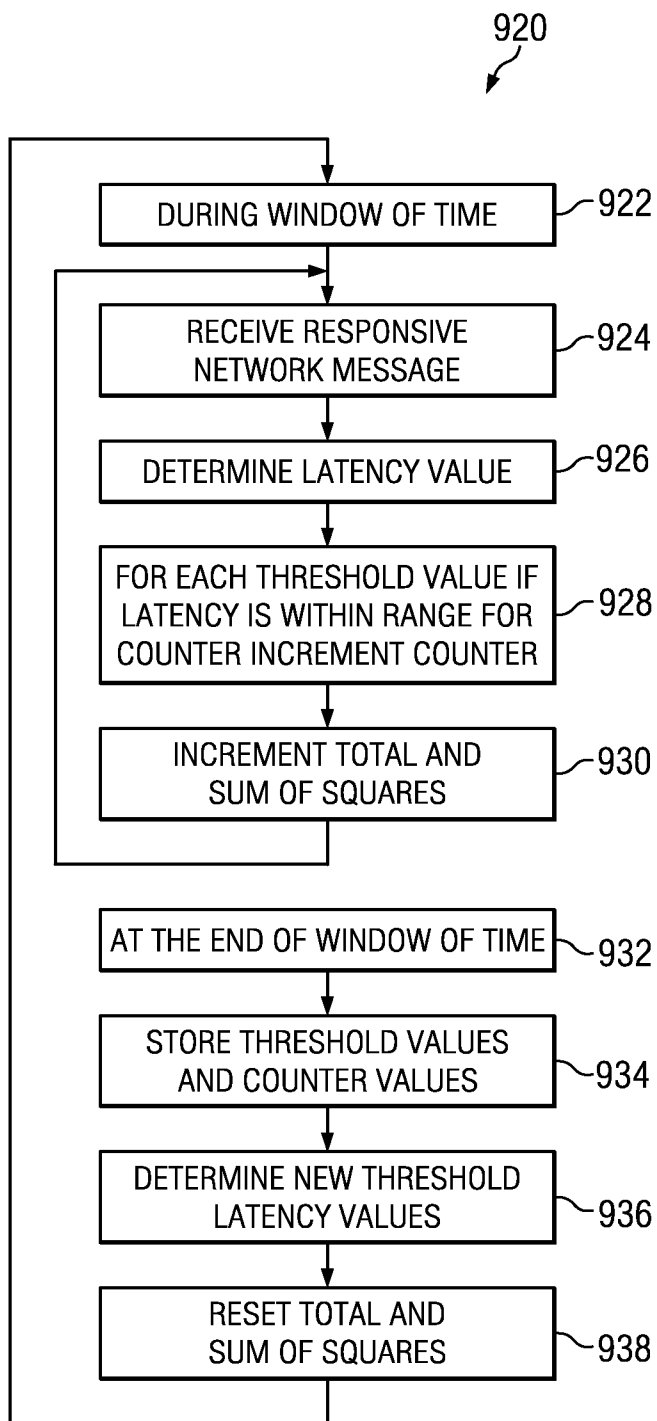 920
DURING WINDOW OF TIME
922
RECEIVE RESPONSIVE
NETWORK MESSAGE
924
DETERMINE LATENCY VALUE
926
FOR EACH THRESHOLD VALUE IF
LATENCY IS WITHIN RANGE FOR
COUNTER INCREMENT COUNTER
928
INCREMENT TOTAL AND
SUM OF SQUARES
930
AT THE END OF WINDOW OF TIME
932
STORE THRESHOLD VALUES
AND COUNTER VALUES
934
DETERMINE NEW THRESHOLD
LATENCY VALUES
936
RESET TOTAL AND
SUM OF SQUARES
938